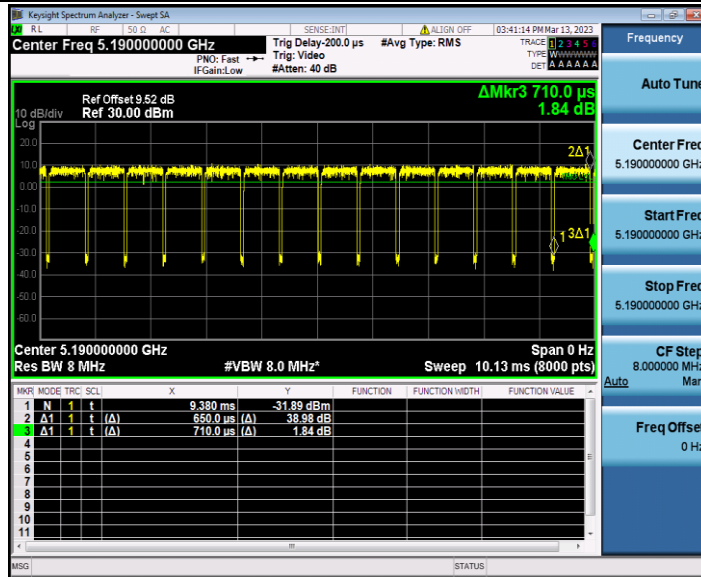 Keysight Spectrum Analyzer - Swept SA
RL RF 50 Ω AC SENSE:INT ALIGN OFF 03:41:14 PM Mar 13, 2023
Center Freq 5.190000000 GHz
PNO: Fast
IFGain:Low
Trig Delay-200.0 µs
Trig: Video
#Atten: 40 dB
#Avg Type: RMS
TRACE 1 2 3 4 5 6
TYPE W
DET A A A A A A
ΔMkr3 710.0 µs
1.84 dB
Ref Offset 9.52 dB
10 dB/div Ref 30.00 dBm
Log
20.0
10.0
0.00
-10.0
-20.0
-30.0
-40.0
-50.0
-60.0
2Δ1
1
3Δ1
Center 5.190000000 GHz Span 0 Hz
Res BW 8 MHz #VBW 8.0 MHz* Sweep 10.13 ms (8000 pts)
MKR MODE TRC SCL X Y FUNCTION FUNCTION WIDTH FUNCTION VALUE
1 N 1 t 9.380 ms -31.89 dBm
2 Δ1 1 t (Δ) 650.0 µs (Δ) 38.98 dB
3 Δ1 1 t (Δ) 710.0 µs (Δ) 1.84 dB
4
5
6
7
8
9
10
11
MSG STATUS
Frequency
Auto Tune
Center Freq
5.190000000 GHz
Start Freq
5.190000000 GHz
Stop Freq
5.190000000 GHz
CF Step
8.000000 MHz
Auto Man
Freq Offset
0 Hz